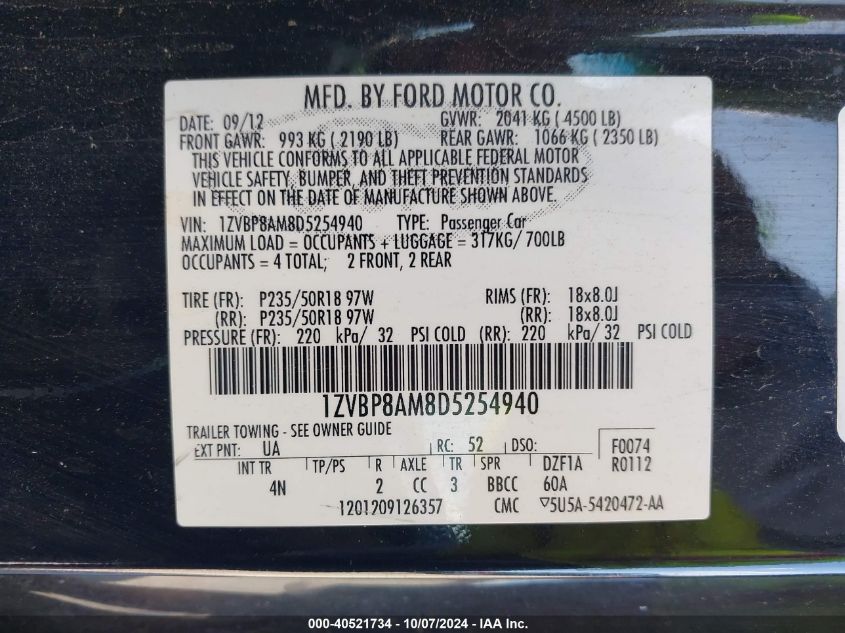 MFD. BY FORD MOTOR CO.
DATE: 09/12 GVWR: 2041 KG ( 4500 LB)
FRONT GAWR: 993 KG ( 2190 LB) REAR GAWR: 1066 KG ( 2350 LB)
THIS VEHICLE CONFORMS TO ALL APPLICABLE FEDERAL MOTOR
VEHICLE SAFETY, BUMPER, AND THEFT PREVENTION STANDARDS
IN EFFECT ON THE DATE OF MANUFACTURE SHOWN ABOVE.
VIN: 1ZVBP8AM8D5254940 TYPE: Passenger Car
MAXIMUM LOAD = OCCUPANTS + LUGGAGE = 317KG/ 700LB
OCCUPANTS = 4 TOTAL; 2 FRONT, 2 REAR
TIRE (FR): P235/50R18 97W RIMS (FR): 18x8.0J
(RR): P235/50R18 97W (RR): 18x8.0J
PRESSURE (FR): 220 kPa/ 32 PSI COLD (RR): 220 kPa/ 32 PSI COLD
1ZVBP8AM8D5254940
TRAILER TOWING - SEE OWNER GUIDE
EXT PNT: UA RC: 52 DSO: F0074
INT TR TP/PS R AXLE TR SPR DZF1A R0112
4N 2 CC 3 BBCC 60A
1201209126357 CMC ▽5U5A-5420472-AA
000-40521734 - 10/07/2024 - IAA Inc.